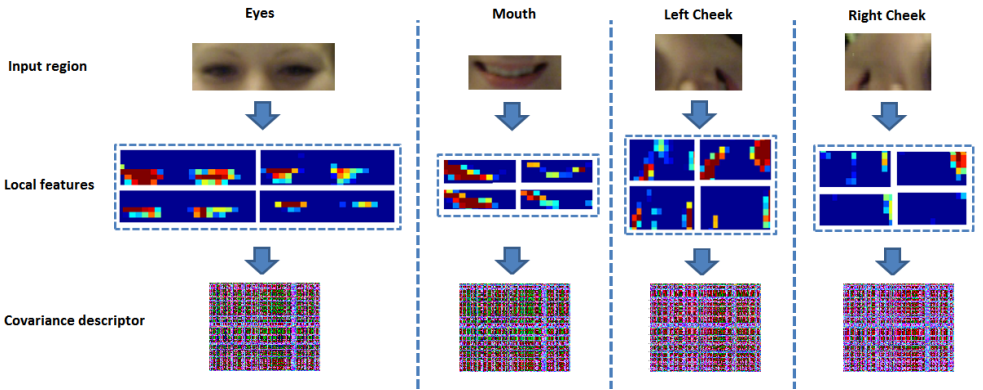 Eyes
Mouth
Left Cheek
Right Cheek
Input region
Local features
Covariance descriptor